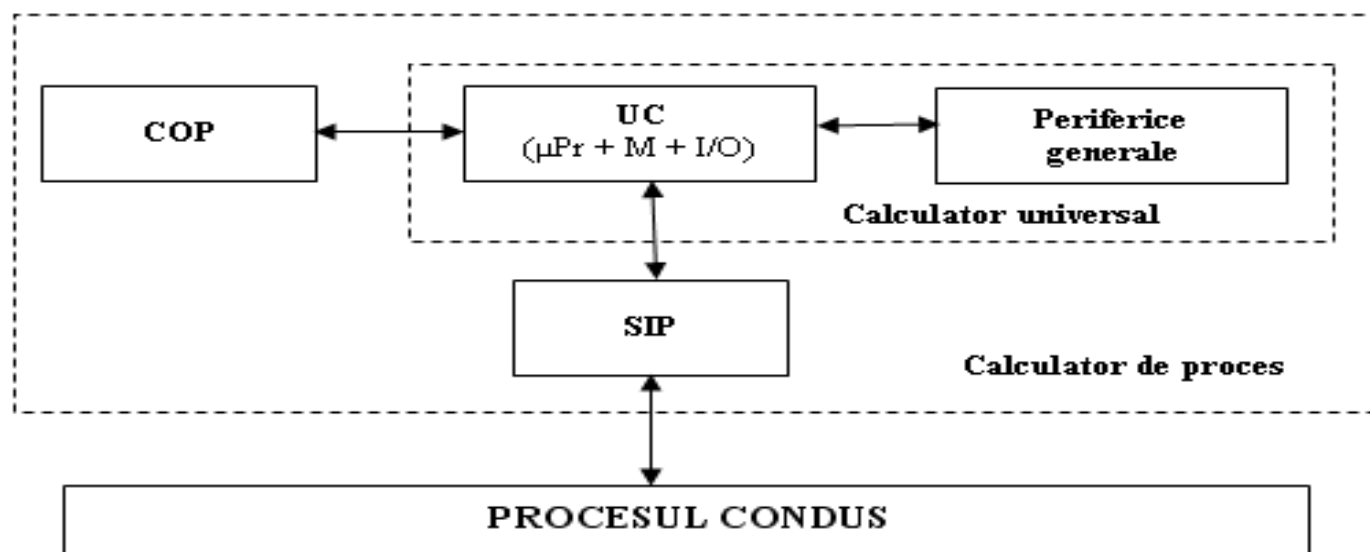 COP
UC
(μPr + M + I/O)
Periferice
generale
Calculator universal
SIP
Calculator de proces
PROCESUL CONDUS